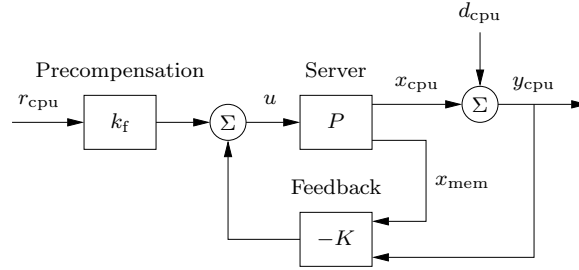 d_cpu
Precompensation
Server
r_cpu
u
x_cpu
y_cpu
k_f
Σ
P
Σ
x_mem
Feedback
−K